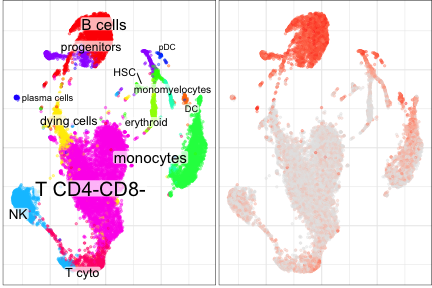 B cells
progenitors
pDC
HSC
monomyelocytes
plasma cells
DC
dying cells
erythroid
monocytes
T CD4-CD8-
NK
T cyto